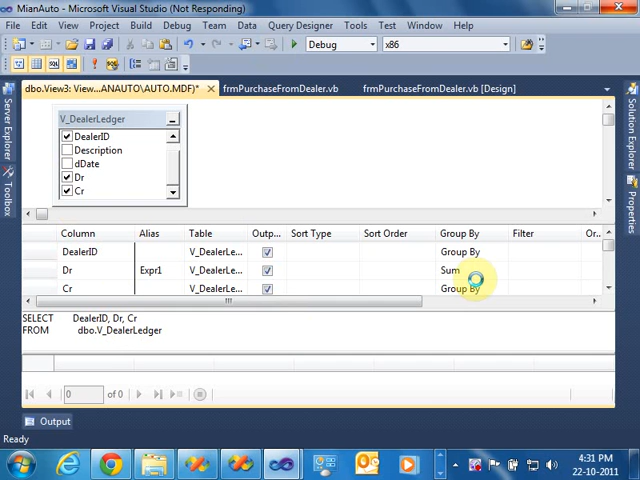 MianAuto - Microsoft Visual Studio (Not Responding)
File Edit View Project Build Debug Team Data Query Designer Tools Test Window Help
Debug x86
SQL
dbo.View3: View...ANAUTO\AUTO.MDF)* frmPurchaseFromDealer.vb frmPurchaseFromDealer.vb [Design]
Server Explorer
Toolbox
Solution Explorer
Properties
V_DealerLedger
DealerID
Description
dDate
Dr
Cr
Column Alias Table Outp... Sort Type Sort Order Group By Filter Or...
DealerID V_DealerLe... Group By
Dr Expr1 V_DealerLe... Sum
Cr V_DealerLe... Group By
SELECT DealerID, Dr, Cr
FROM dbo.V_DealerLedger
0 of 0
Output
Ready
4:31 PM
22-10-2011